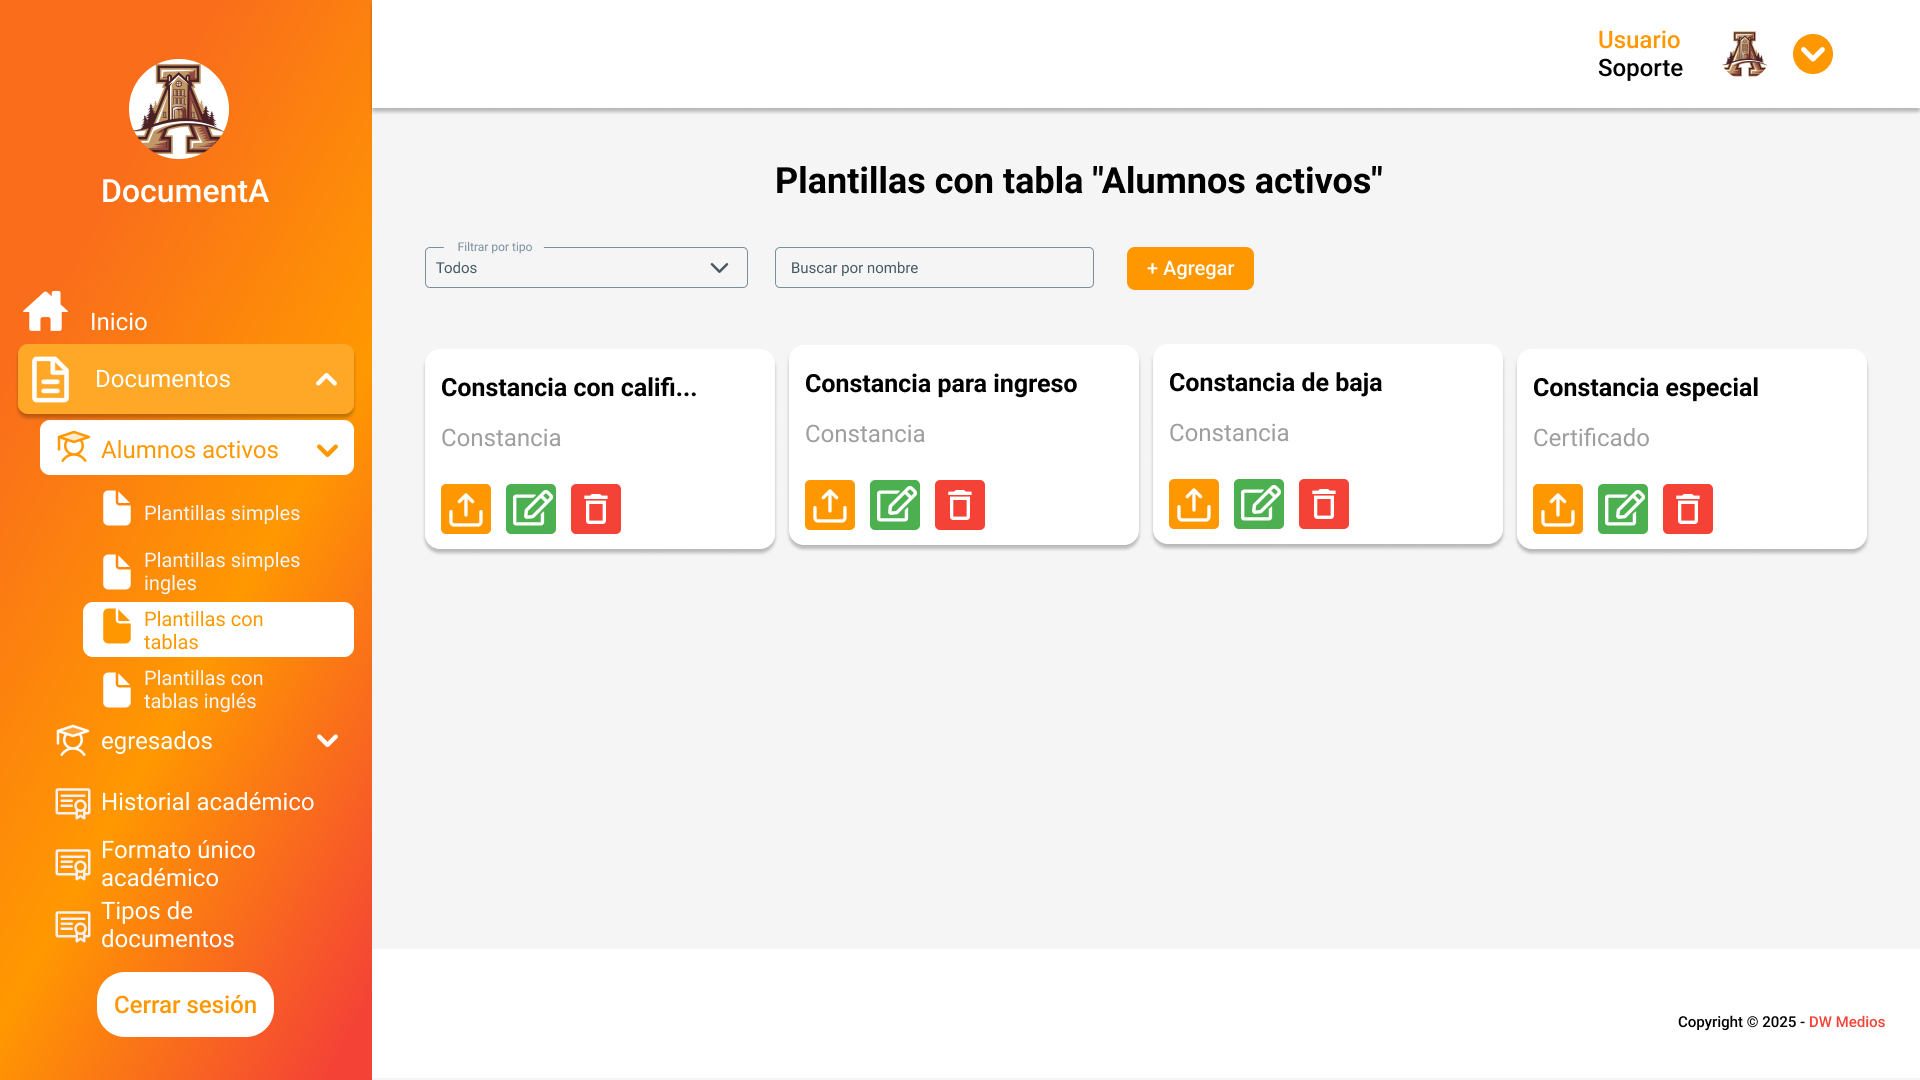 DocumentA
Inicio
Documentos
Alumnos activos
Plantillas simples
Plantillas simples
ingles
Plantillas con
tablas
Plantillas con
tablas inglés
egresados
Historial académico
Formato único
académico
Tipos de
documentos
Cerrar sesión
Usuario
Soporte
Plantillas con tabla "Alumnos activos"
Filtrar por tipo
Todos
Buscar por nombre
+ Agregar
Constancia con califi...
Constancia
Constancia para ingreso
Constancia
Constancia de baja
Constancia
Constancia especial
Certificado
Copyright © 2025 - DW Medios